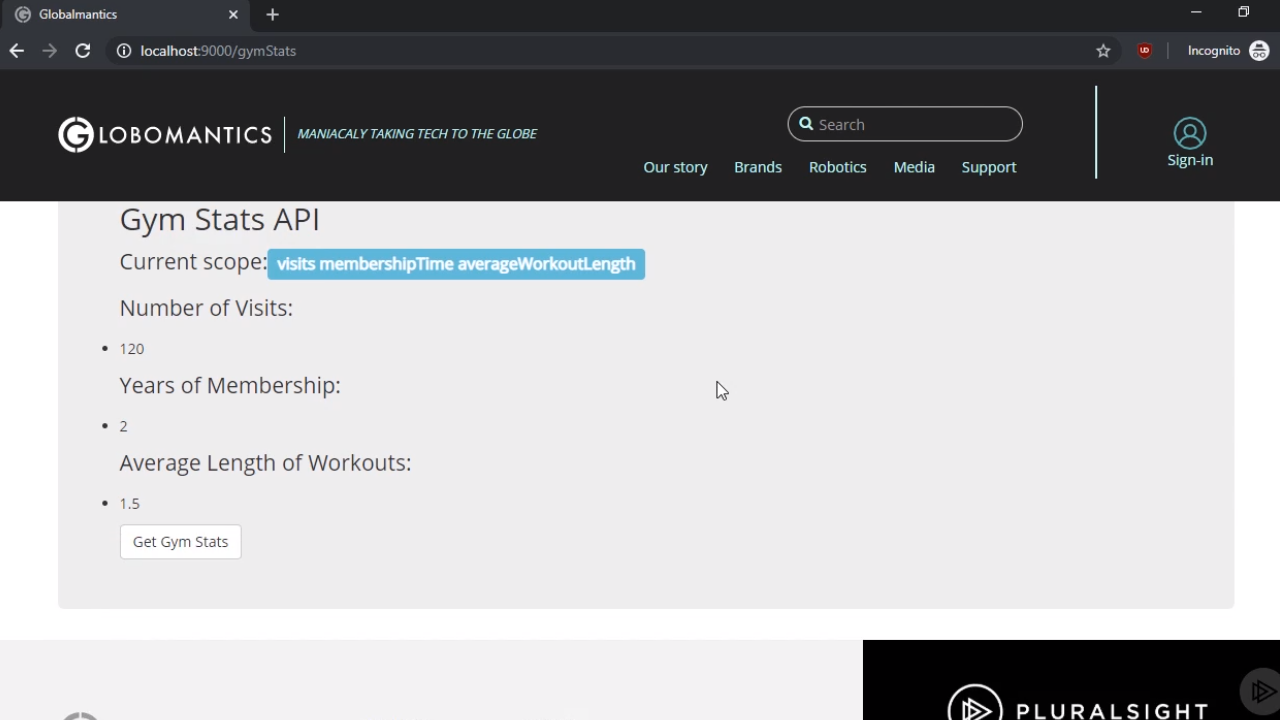 Globalmantics
localhost:9000/gymStats
UD
Incognito
GLOBOMANTICS
MANIACALY TAKING TECH TO THE GLOBE
Search
Our story Brands Robotics Media Support
Sign-in
Gym Stats API
Current scope: visits membershipTime averageWorkoutLength
Number of Visits:
120
Years of Membership:
2
Average Length of Workouts:
1.5
Get Gym Stats
PLURALSIGHT